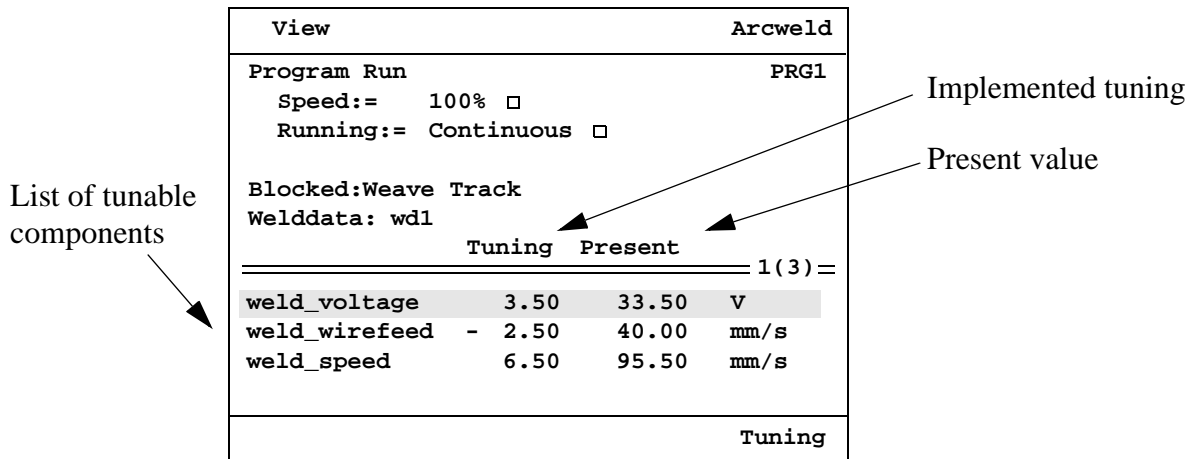 View Arcweld
Program Run PRG1
Speed:= 100%
Running:= Continuous
Blocked:Weave Track
Welddata: wd1
Tuning Present
1(3)
weld_voltage 3.50 33.50 V
weld_wirefeed - 2.50 40.00 mm/s
weld_speed 6.50 95.50 mm/s
Tuning
Implemented tuning
Present value
List of tunable
components